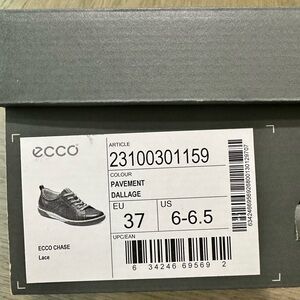 ecco
ARTICLE
23100301159
COLOUR
PAVEMENT
DALLAGE
EU
37
US
6-6.5
ECCO CHASE
Lace
UPC/EAN
6 34246 69569 2